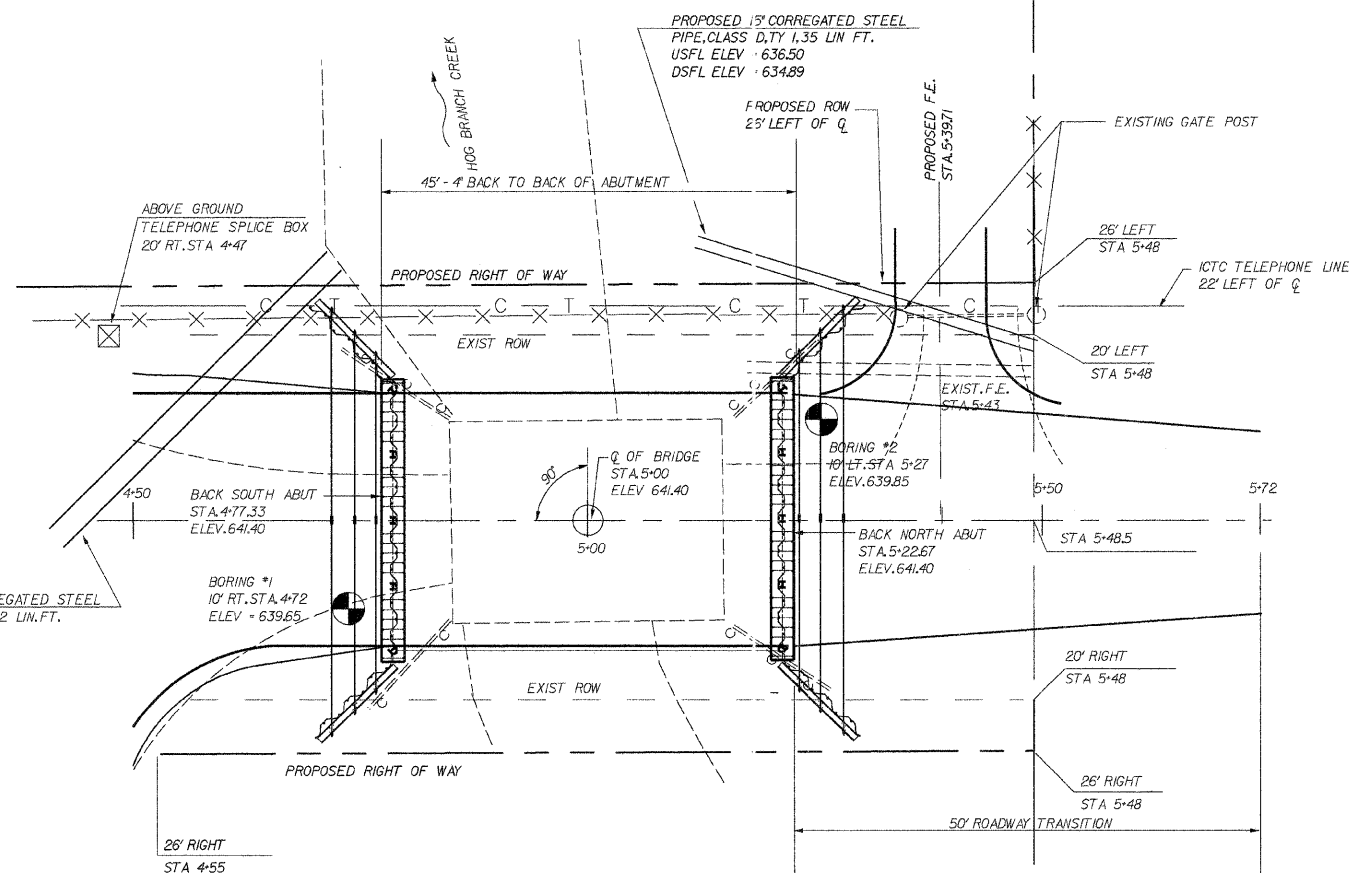 PROPOSED 15" CORREGATED STEEL
PIPE, CLASS D, TY 1, 35 LIN FT.
USFL ELEV = 636.50
DSFL ELEV = 634.89
HOG BRANCH CREEK
PROPOSED ROW
26' LEFT OF ℄
PROPOSED F.E.
STA. 5+39.71
EXISTING GATE POST
45'-4" BACK TO BACK OF ABUTMENT
ABOVE GROUND
TELEPHONE SPLICE BOX
20' RT. STA 4+47
26' LEFT
STA 5+48
ICTC TELEPHONE LINE
22' LEFT OF ℄
PROPOSED RIGHT OF WAY
C T C T C T C T
EXIST ROW
20' LEFT
STA 5+48
EXIST. F.E.
STA. 5+43
BORING #2
10' LT. STA 5+27
ELEV. 639.85
℄ OF BRIDGE
STA. 5+00
ELEV 641.40
90°
4+50
BACK SOUTH ABUT
STA. 4+77.33
ELEV. 641.40
5+50
5+72
5+00
BACK NORTH ABUT
STA. 5+22.67
ELEV. 641.40
STA 5+48.5
BORING #1
10' RT. STA. 4+72
ELEV = 639.65
EGATED STEEL
2 LIN. FT.
EXIST ROW
20' RIGHT
STA 5+48
PROPOSED RIGHT OF WAY
26' RIGHT
STA 5+48
50' ROADWAY TRANSITION
26' RIGHT
STA 4+55